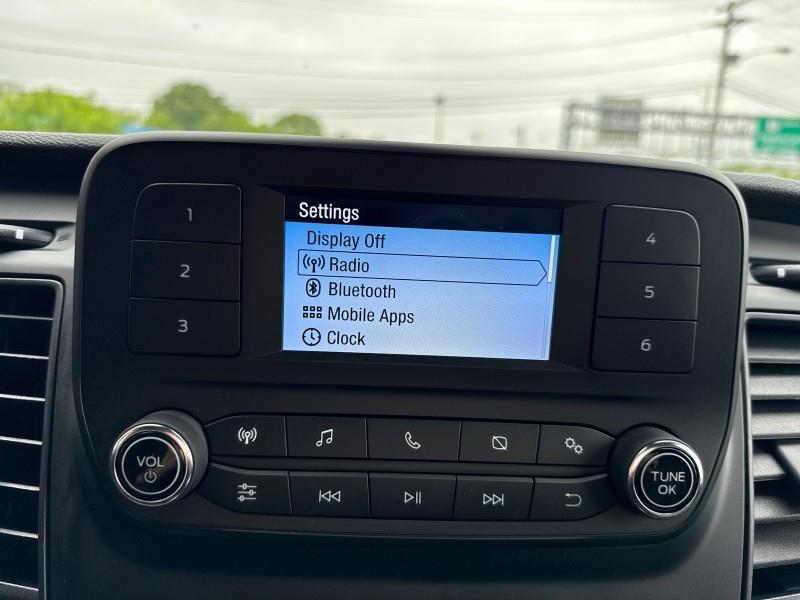 Settings
Display Off
Radio
Bluetooth
Mobile Apps
Clock
1
2
3
4
5
6
VOL
TUNE
OK